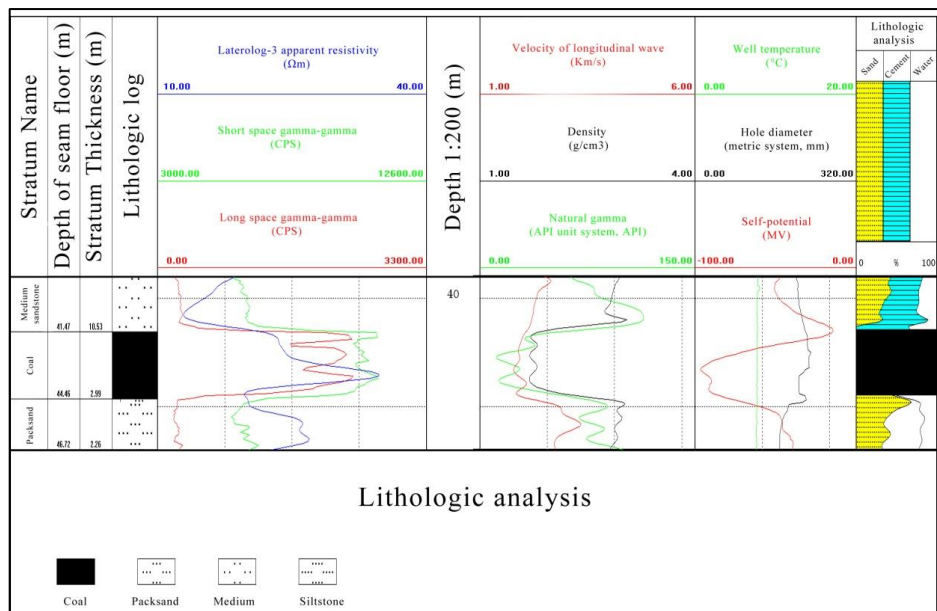 Stratum Name
Depth of seam floor (m)
Stratum Thickness (m)
Lithologic log
Laterolog-3 apparent resistivity
(Ωm)
10.00 40.00
Short space gamma-gamma
(CPS)
3000.00 12600.00
Long space gamma-gamma
(CPS)
0.00 3300.00
Depth 1:200 (m)
Velocity of longitudinal wave
(Km/s)
1.00 6.00
Density
(g/cm3)
1.00 4.00
Natural gamma
(API unit system, API)
0.00 150.00
Well temperature
(°C)
0.00 20.00
Hole diameter
(metric system, mm)
0.00 320.00
Self-potential
(MV)
-100.00 0.00
Lithologic
analysis
Sand Cement Water
0 % 100
Medium
sandstone
41.47 10.53
40
Coal
44.46 2.99
Packsand
46.72 2.26
Lithologic analysis
Coal Packsand Medium Siltstone